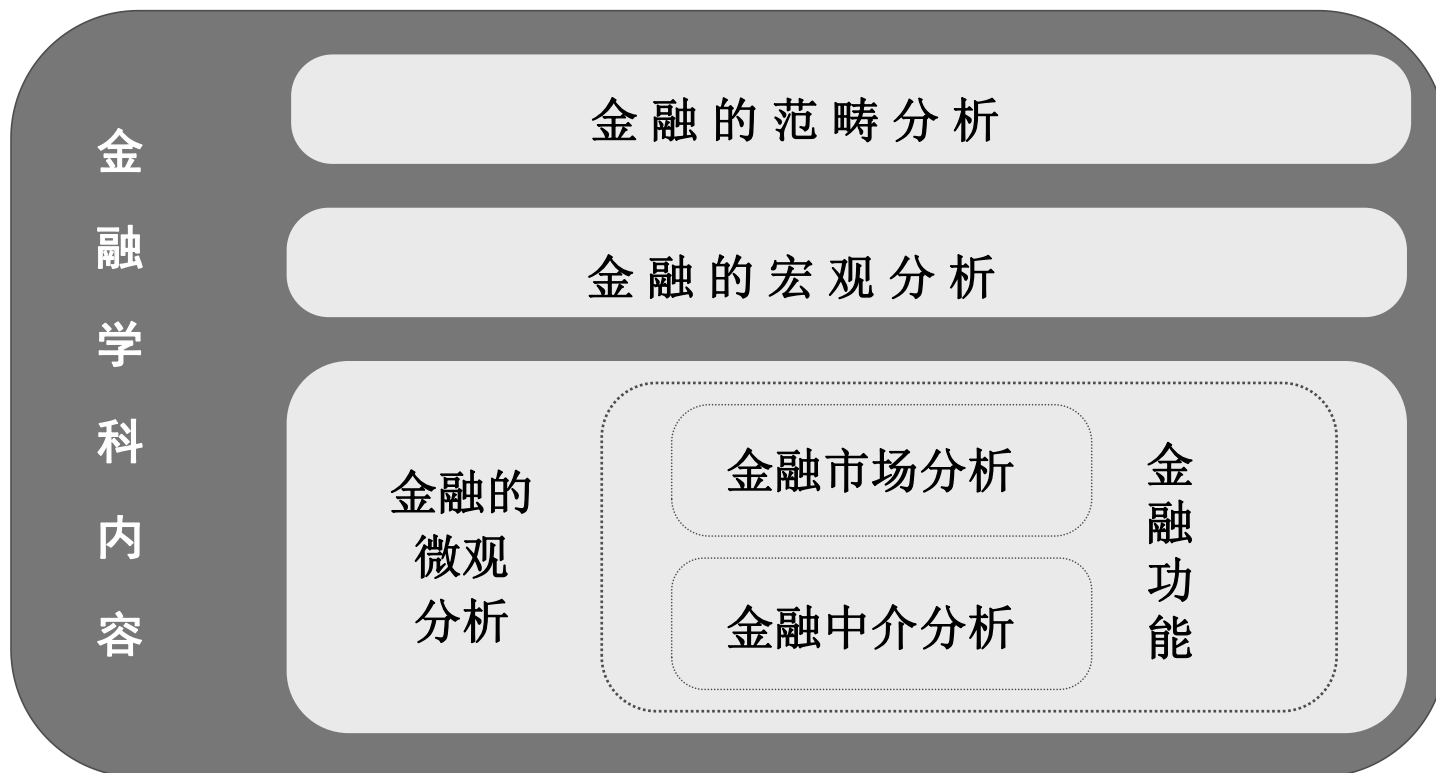 金融学科内容
金融的范畴分析
金融的宏观分析
金融的
微观
分析
金融市场分析
金融中介分析
金融功能